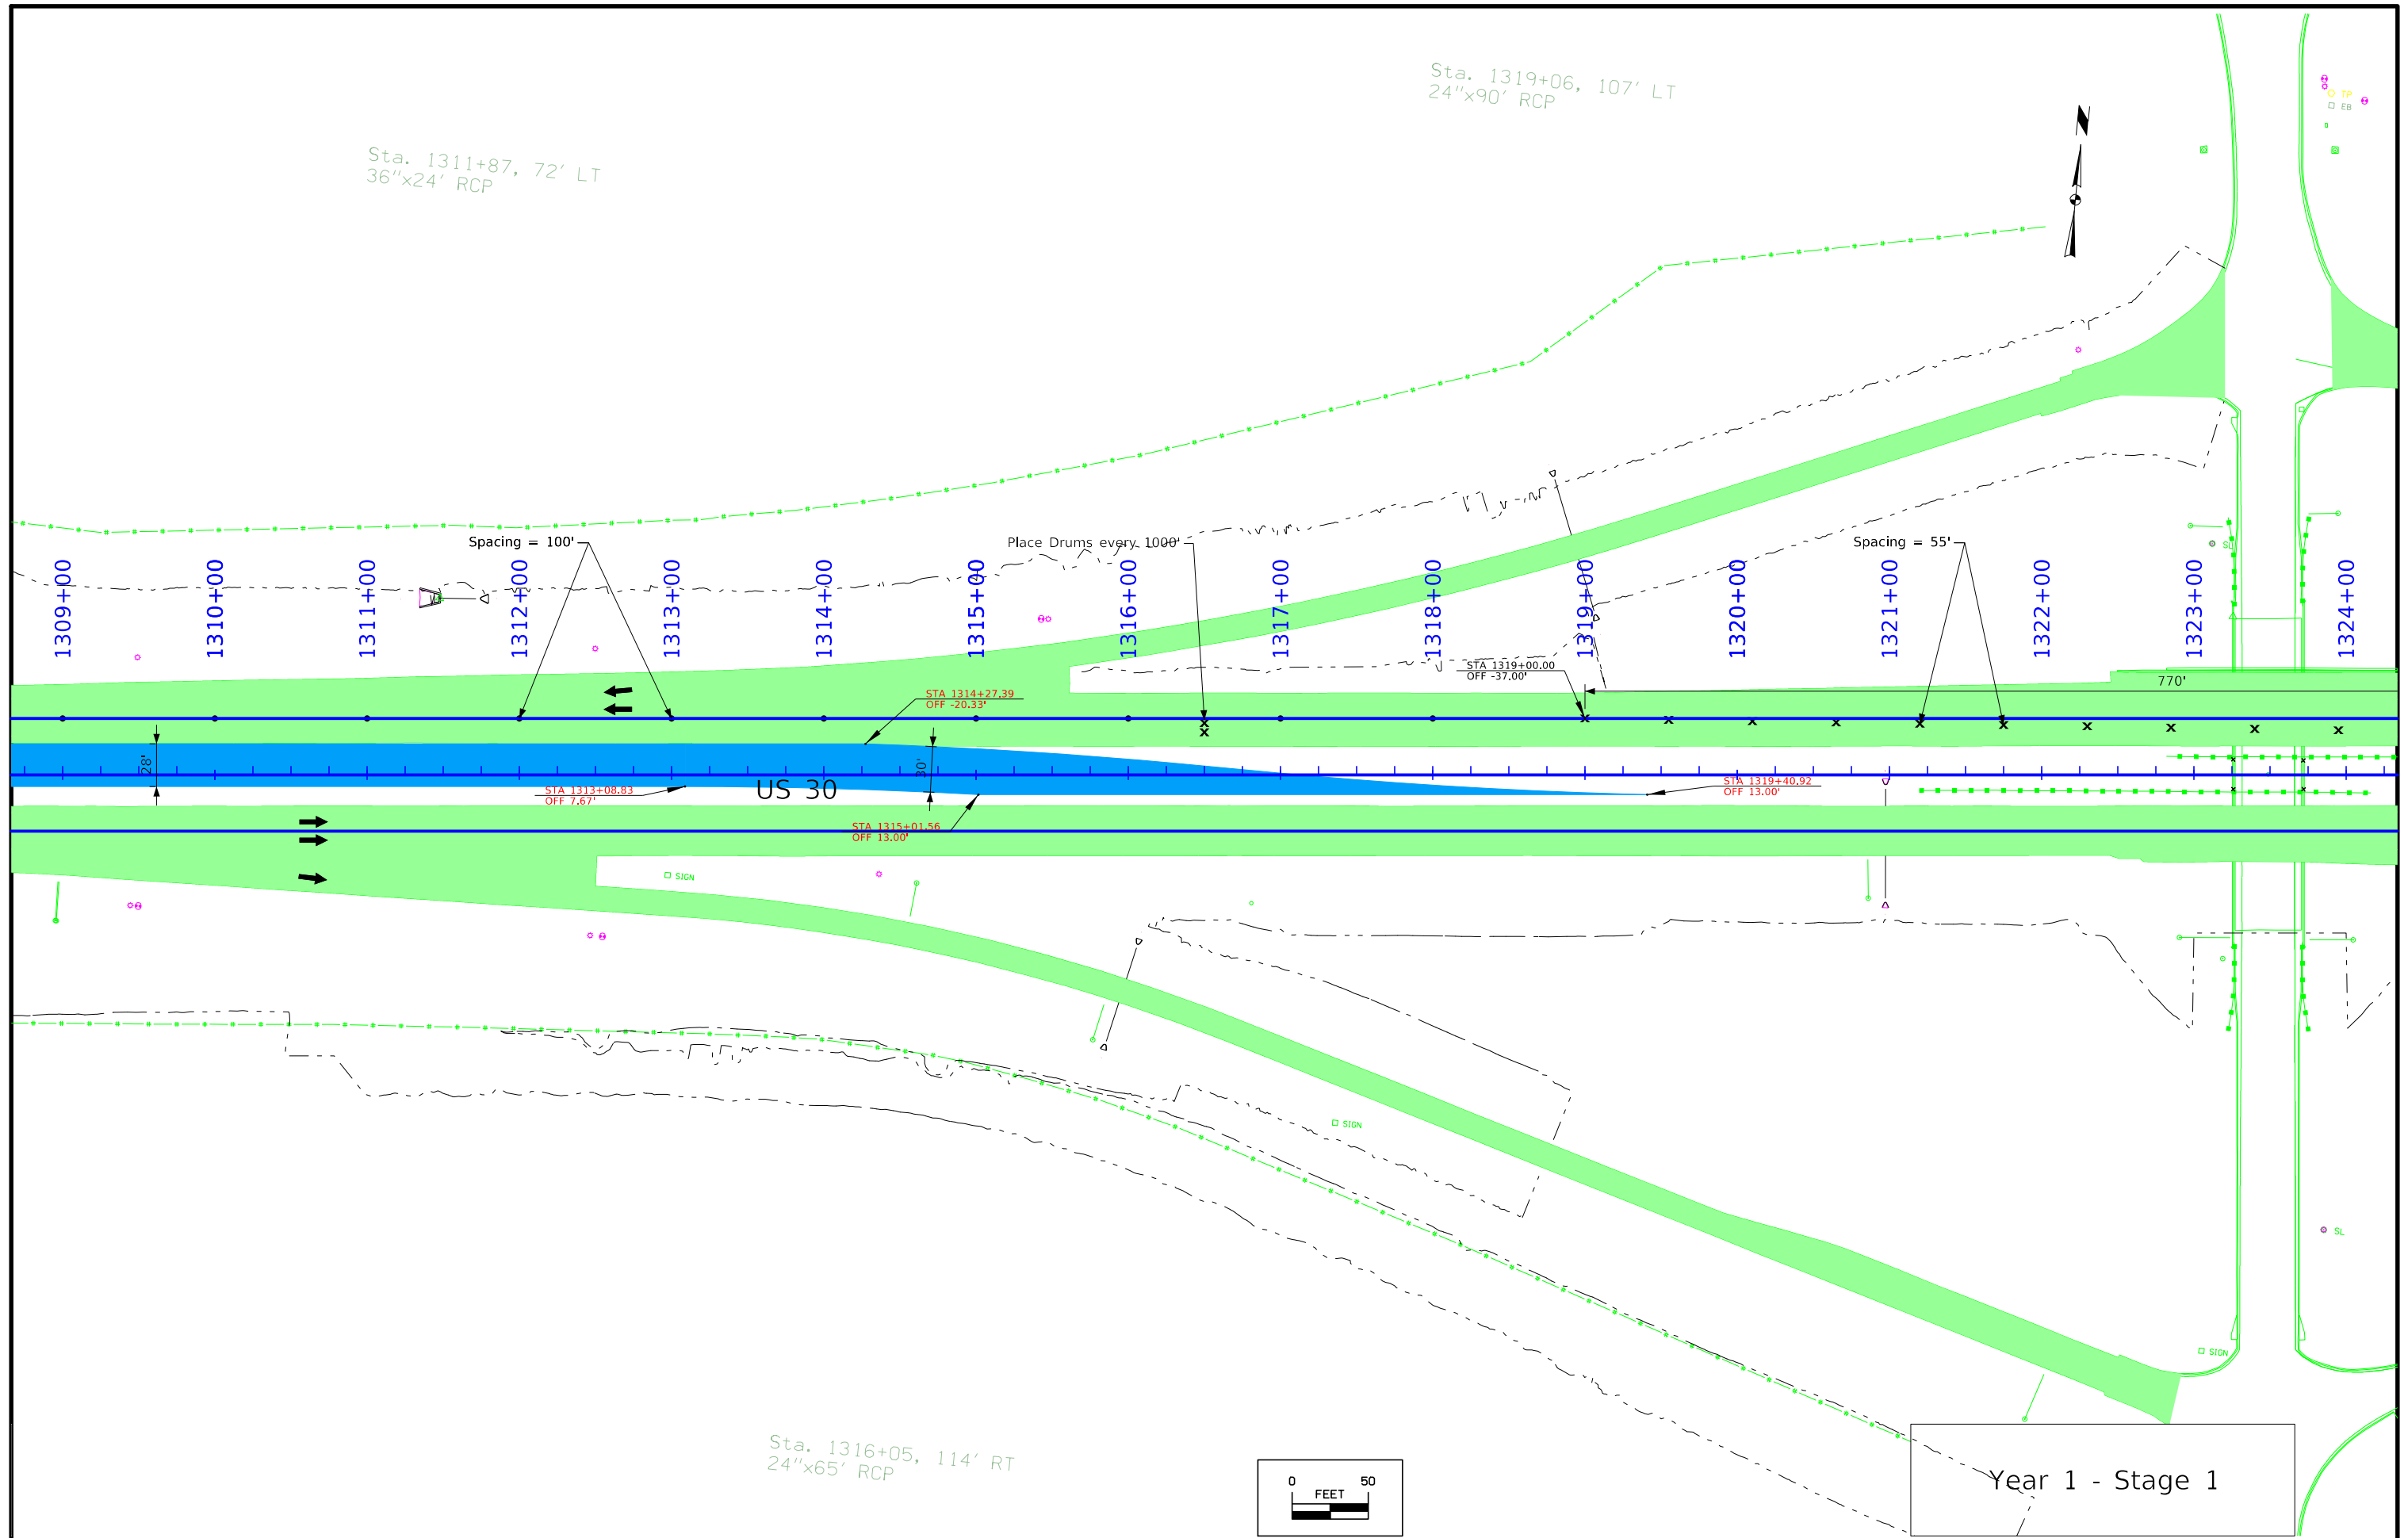 Sta. 1319+06, 107' LT
24"x90' RCP
TP
EB
Sta. 1311+87, 72' LT
36"x24' RCP
N
Spacing = 100'
Place Drums every 1000'
Spacing = 55'
SL
1309+00
1310+00
1311+00
1312+00
1313+00
1314+00
1315+00
1316+00
1317+00
1318+00
1319+00
1320+00
1321+00
1322+00
1323+00
1324+00
STA 1319+00.00
OFF -37.00'
770'
STA 1314+27.39
OFF -20.33'
28'
30'
US 30
STA 1313+08.83
OFF 7.67'
STA 1319+40.92
OFF 13.00'
STA 1315+01.56
OFF 13.00'
SIGN
SIGN
SL
SIGN
Sta. 1316+05, 114' RT
24"x65' RCP
0 50
FEET
Year 1 - Stage 1